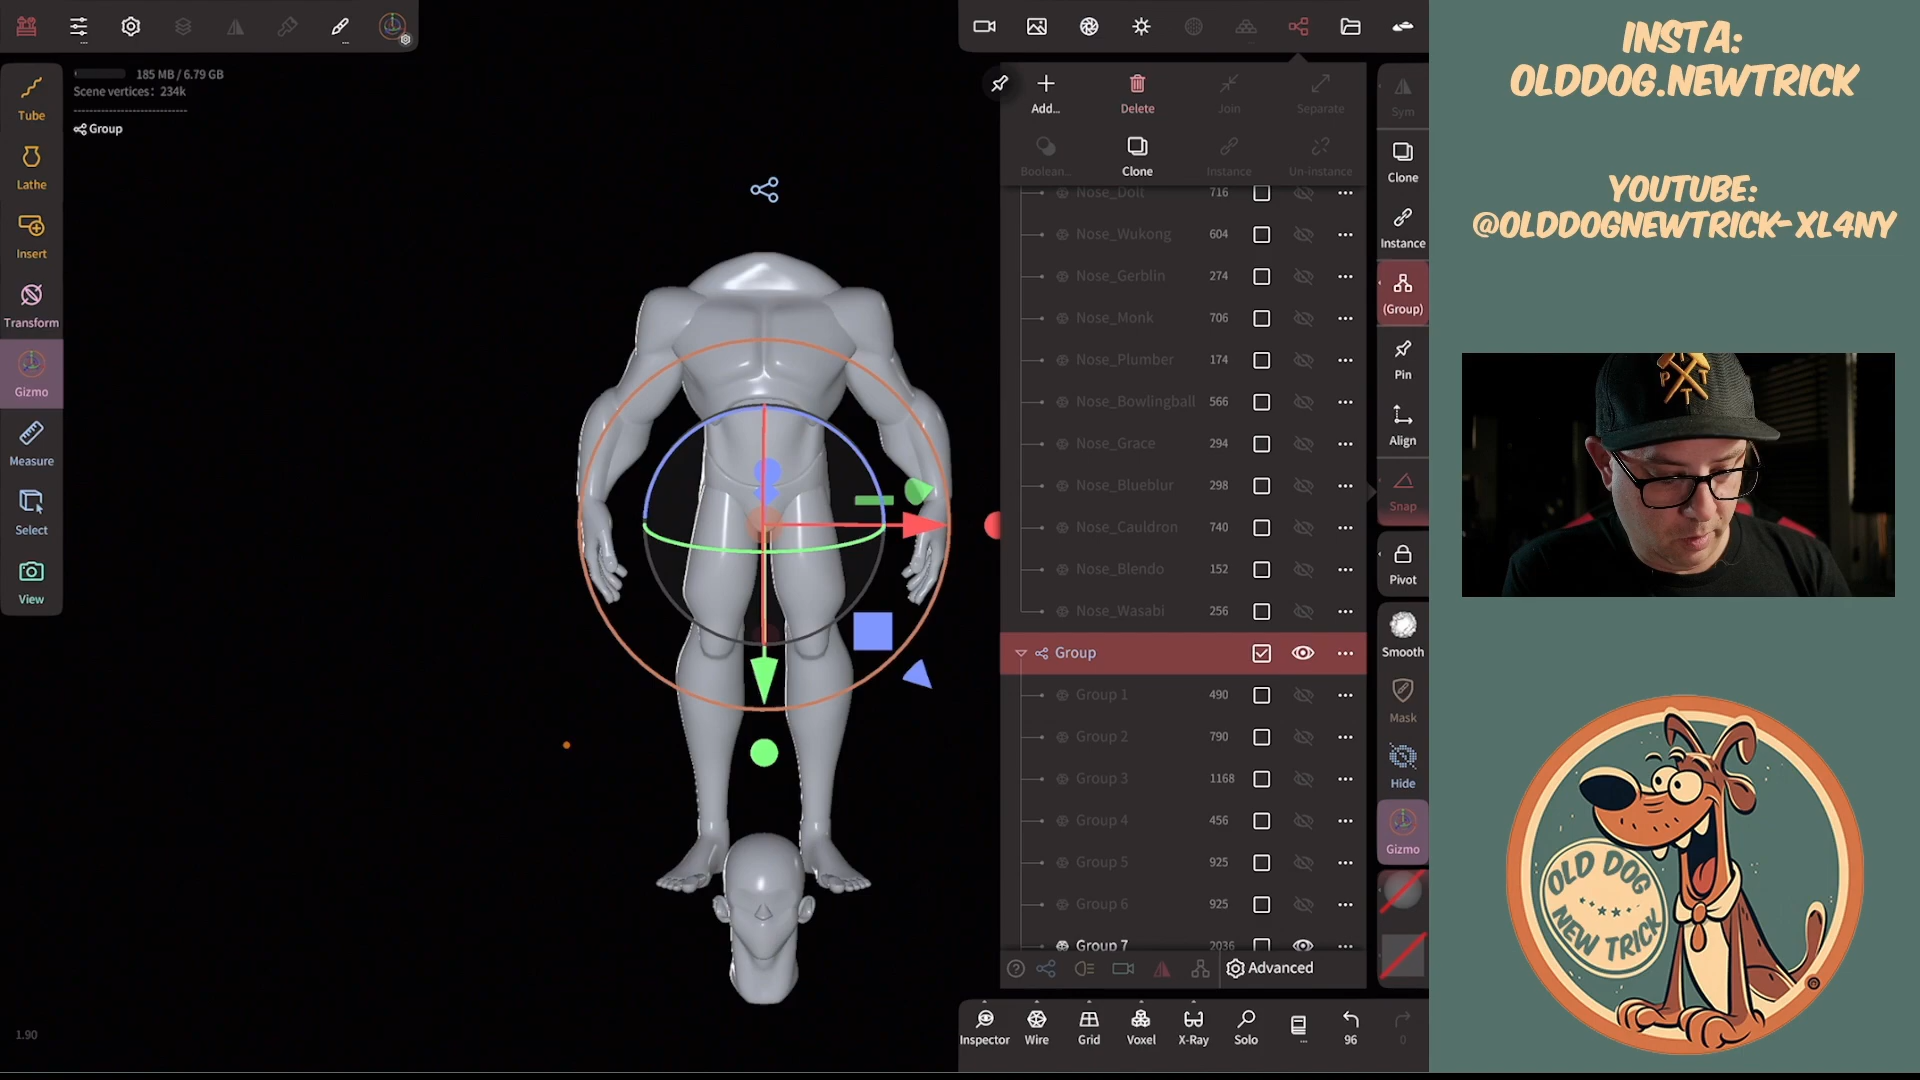 185 MB / 6.79 GB
Scene vertices: 234k
Group
Tube
Lathe
Insert
Transform
Gizmo
Measure
Select
View
1.90
Add...
Delete
Join
Separate
Boolean...
Clone
Instance
Un-instance
Nose_Dolt 716
Nose_Wukong 604
Nose_Gerblin 274
Nose_Monk 706
Nose_Plumber 174
Nose_Bowlingball 566
Nose_Grace 294
Nose_Blueblur 298
Nose_Cauldron 740
Nose_Blendo 152
Nose_Wasabi 256
Group
Group 1 490
Group 2 790
Group 3 1168
Group 4 456
Group 5 925
Group 6 925
Group 7 2036
Advanced
Sym
Clone
Instance
(Group)
Pin
Align
Snap
Pivot
Smooth
Mask
Hide
Gizmo
Inspector
Wire
Grid
Voxel
X-Ray
Solo
...
96
0
INSTA:
OLDDOG.NEWTRICK
YOUTUBE:
@OLDDOGNEWTRICK-XL4NY
P T
T
OLD DOG
NEW TRICK